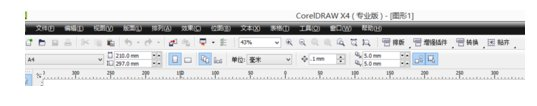 CorelDRAW X4 ( 专业版 ) - [图形1]
文件(F) 编辑(E) 视图(V) 版面(L) 排列(A) 效果(C) 位图(B) 文本(X) 表格(T) 工具(O) 窗口(W) 帮助(H)
43% 排版 增强插件 转换 贴齐
A4 210.0 mm 297.0 mm 单位: 毫米 .1 mm 5.0 mm 5.0 mm
300 250 200 150 100 50 0 50 100 150 200 250 300